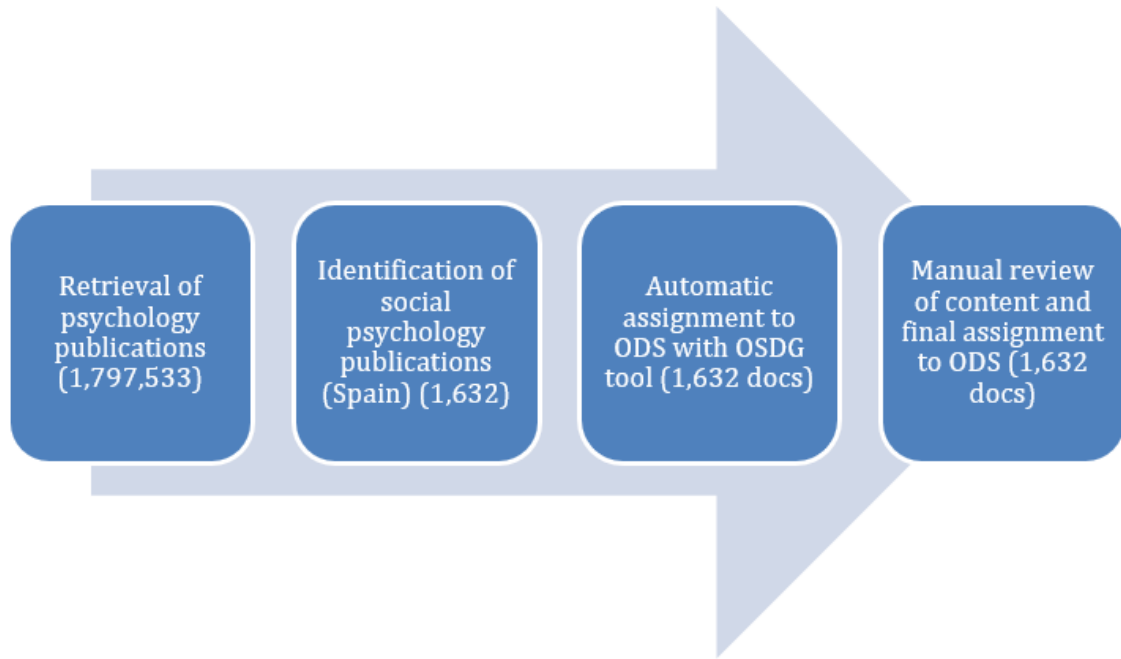 Retrieval of
psychology
publications
(1,797,533)
Identification of
social
psychology
publications
(Spain) (1,632)
Automatic
assignment to
ODS with OSDG
tool (1,632 docs)
Manual review
of content and
final assignment
to ODS (1,632
docs)